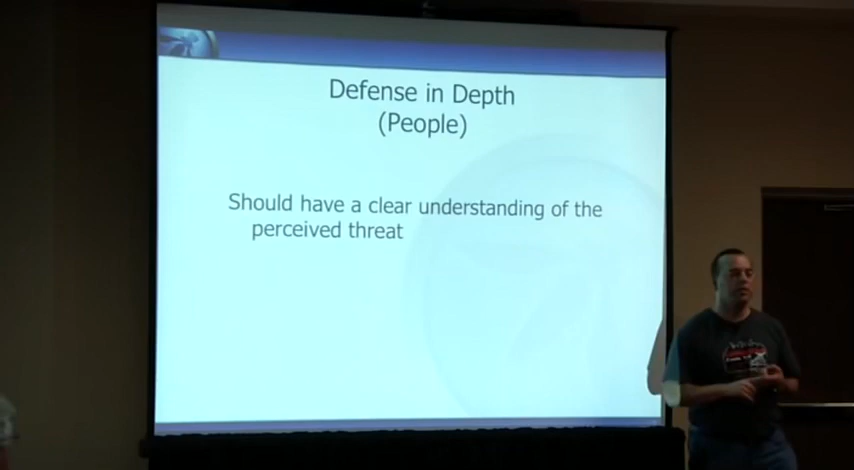 Defense in Depth
(People)
Should have a clear understanding of the
perceived threat